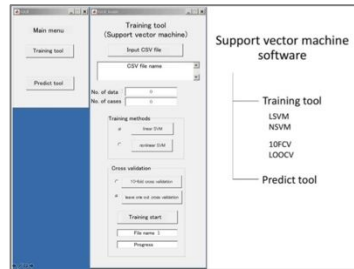 Main menu
Training tool
Predict tool
Training tool
(Support vector machine)
Input CSV file
CSV file name
No. of data
0
No. of cases
0
Training methods
linear SVM
nonlinear SVM
Cross validation
10-fold cross validation
leave one out cross validation
Training start
File name 1
Progress
Support vector machine
software
Training tool
LSVM
NSVM
10FCV
LOOCV
Predict tool